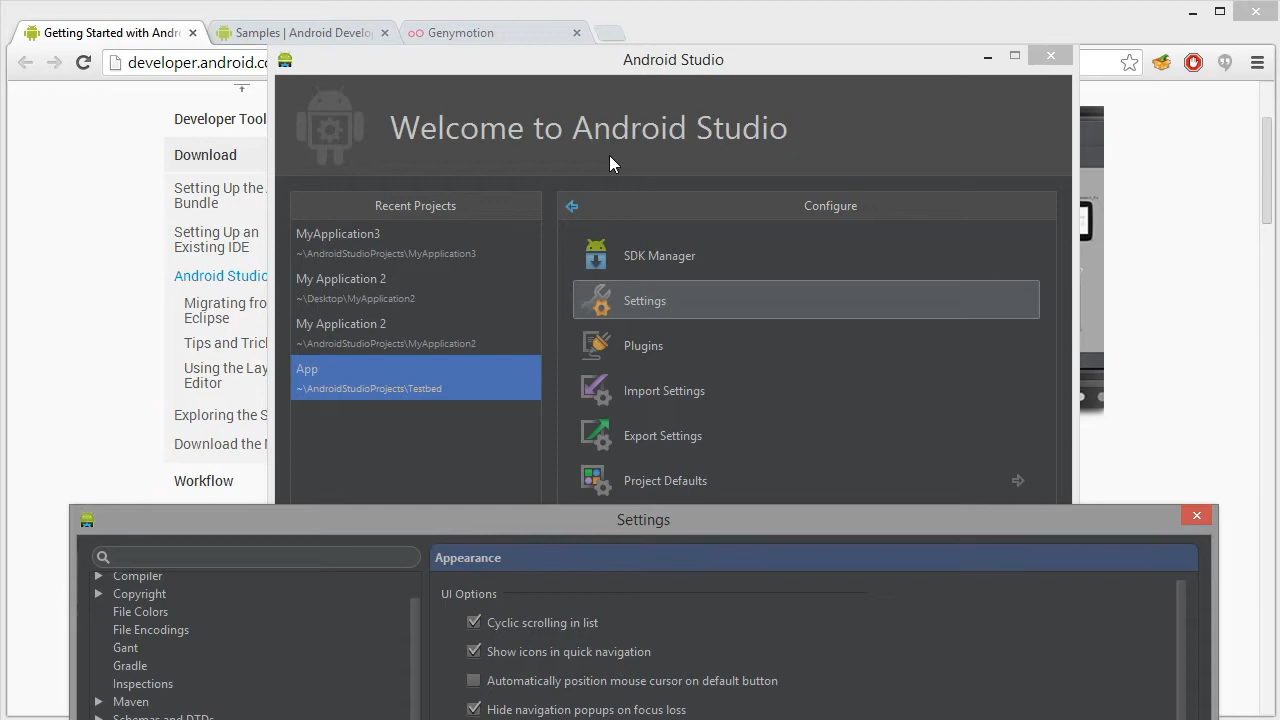 Getting Started with Andr
Samples | Android Develo
Genymotion
developer.android.co
Android Studio
Welcome to Android Studio
Developer Tool
Download
Setting Up the
Bundle
Setting Up an
Existing IDE
Android Studio
Migrating fro
Eclipse
Tips and Tric
Using the Lay
Editor
Exploring the S
Download the
Workflow
Recent Projects
MyApplication3
~\AndroidStudioProjects\MyApplication3
My Application 2
~\Desktop\MyApplication2
My Application 2
~\AndroidStudioProjects\MyApplication2
App
~\AndroidStudioProjects\Testbed
Configure
SDK Manager
Settings
Plugins
Import Settings
Export Settings
Project Defaults
Settings
Compiler
Copyright
File Colors
File Encodings
Gant
Gradle
Inspections
Maven
Schemas and DTDs
Appearance
UI Options
Cyclic scrolling in list
Show icons in quick navigation
Automatically position mouse cursor on default button
Hide navigation popups on focus loss